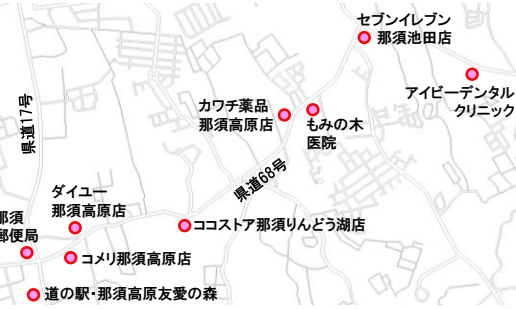 セブンイレブン
那須池田店
アイビーデンタル
クリニック
カワチ薬品
那須高原店
もみの木
医院
県道17号
県道68号
ダイユー
那須高原店
那須
郵便局
ココストア那須りんどう湖店
コメリ那須高原店
道の駅・那須高原友愛の森